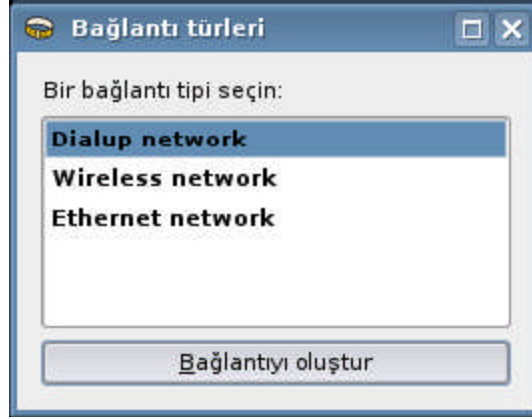 Bağlantı türleri
Bir bağlantı tipi seçin:
Dialup network
Wireless network
Ethernet network
Bağlantıyı oluştur